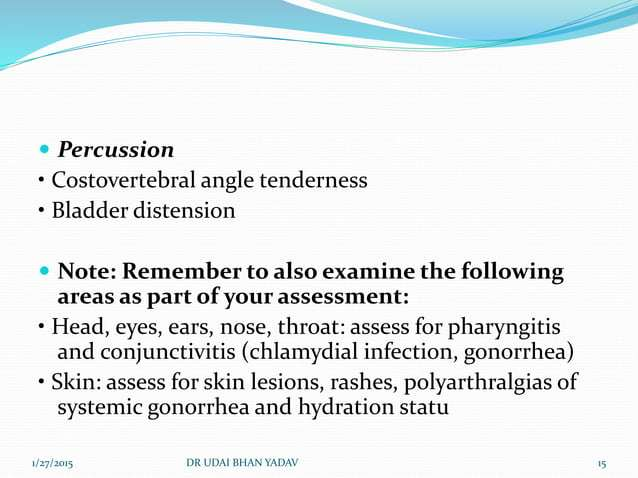 Percussion
• Costovertebral angle tenderness
• Bladder distension
Note: Remember to also examine the following
areas as part of your assessment:
• Head, eyes, ears, nose, throat: assess for pharyngitis
and conjunctivitis (chlamydial infection, gonorrhea)
• Skin: assess for skin lesions, rashes, polyarthralgias of
systemic gonorrhea and hydration statu
1/27/2015 DR UDAI BHAN YADAV 15